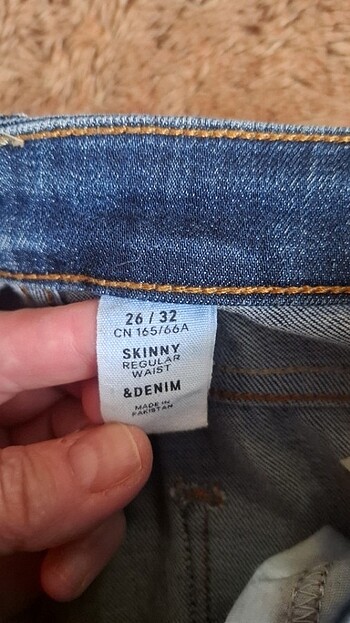 26 / 32
CN 165/66A
SKINNY
REGULAR
WAIST
&DENIM
MADE IN
PAKISTAN